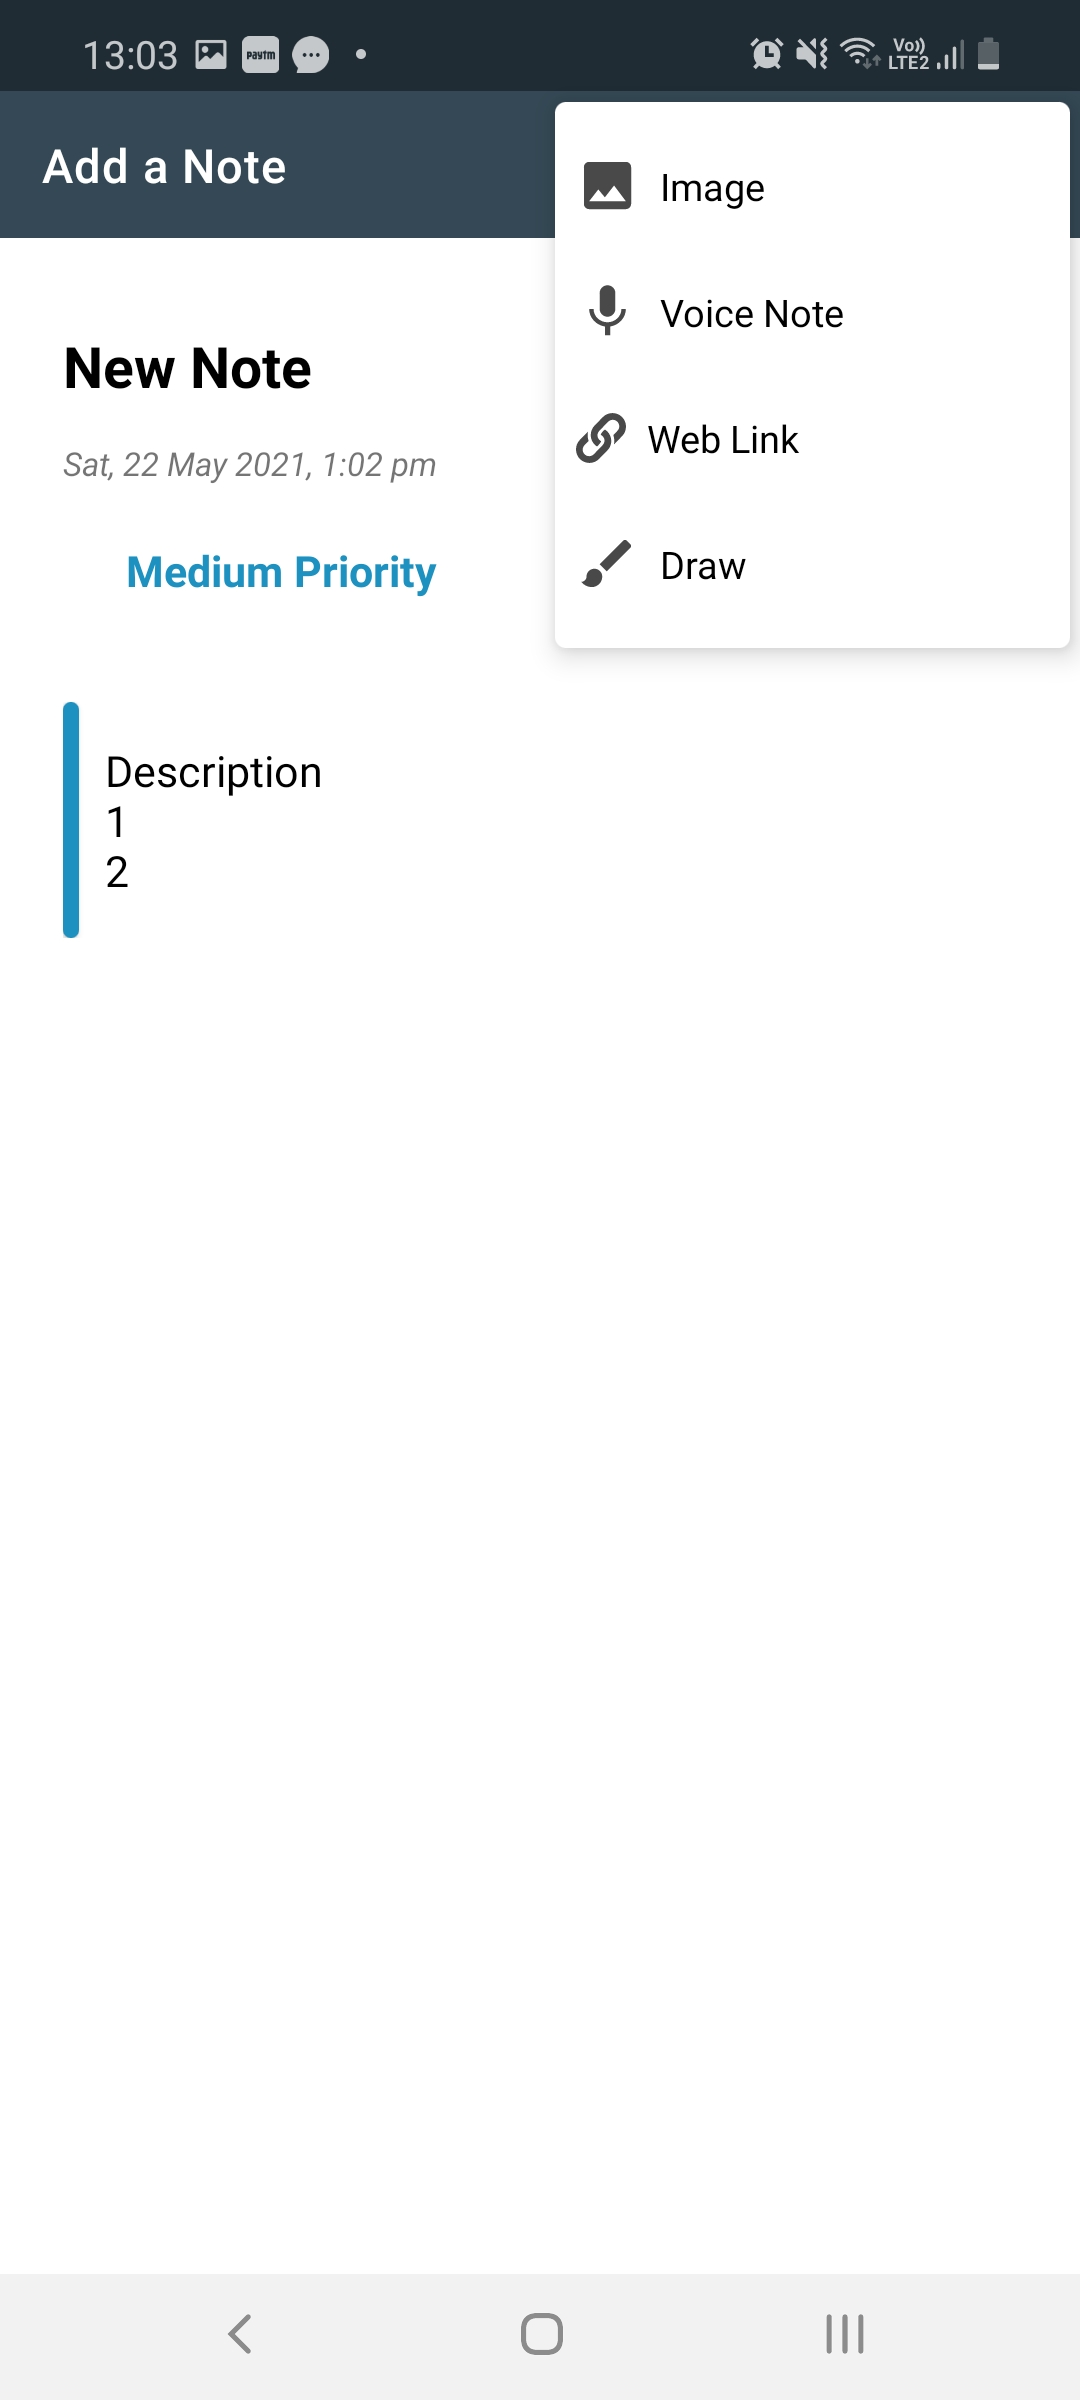 13:03 paytm Vo)) LTE2
Add a Note
Image
Voice Note
Web Link
Draw
New Note
Sat, 22 May 2021, 1:02 pm
Medium Priority
Description
1
2